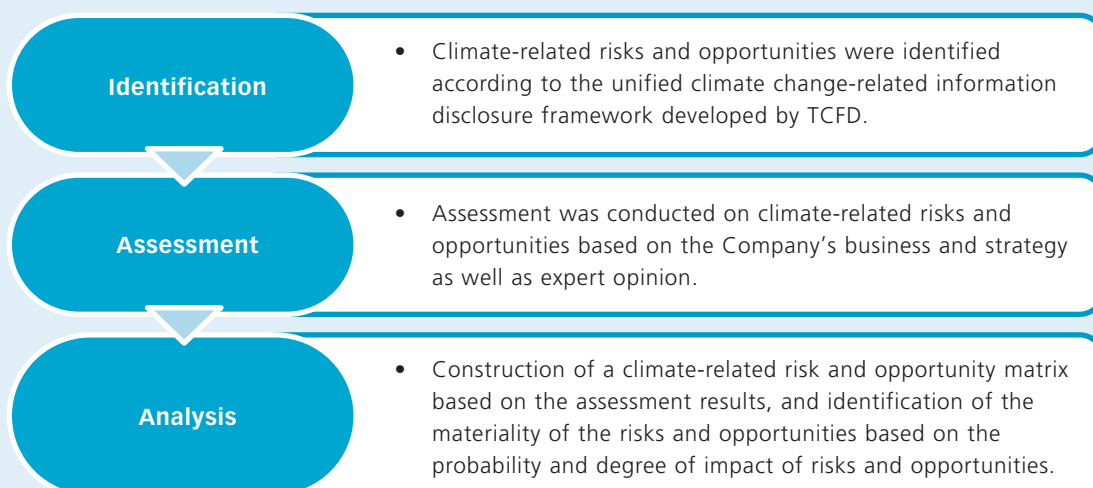 Identification
• Climate-related risks and opportunities were identified
according to the unified climate change-related information
disclosure framework developed by TCFD.
Assessment
• Assessment was conducted on climate-related risks and
opportunities based on the Company’s business and strategy
as well as expert opinion.
Analysis
• Construction of a climate-related risk and opportunity matrix
based on the assessment results, and identification of the
materiality of the risks and opportunities based on the
probability and degree of impact of risks and opportunities.